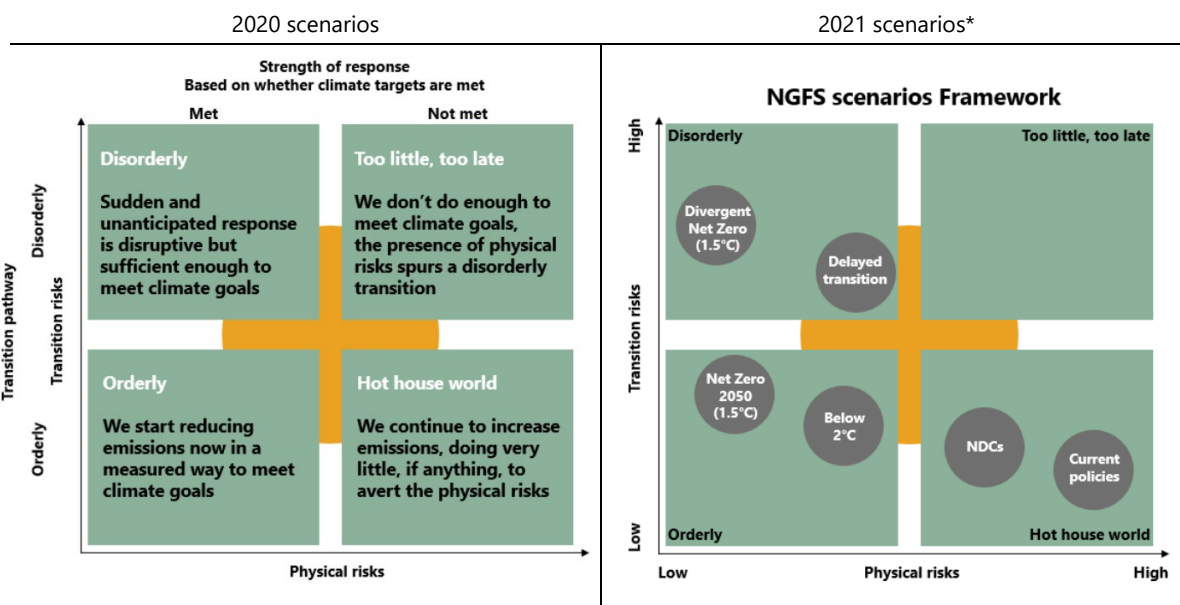 2020 scenarios
2021 scenarios*
Strength of response
Based on whether climate targets are met
Met
Not met
Transition pathway
Disorderly
Orderly
Transition risks
Disorderly
Sudden and
unanticipated response
is disruptive but
sufficient enough to
meet climate goals
Too little, too late
We don’t do enough to
meet climate goals,
the presence of physical
risks spurs a disorderly
transition
Orderly
We start reducing
emissions now in a
measured way to meet
climate goals
Hot house world
We continue to increase
emissions, doing very
little, if anything, to
avert the physical risks
Physical risks
NGFS scenarios Framework
High
Transition risks
Low
Disorderly
Divergent
Net Zero
(1.5°C)
Delayed
transition
Too little, too late
Net Zero
2050
(1.5°C)
Below
2°C
Orderly
NDCs
Current
policies
Hot house world
Low
Physical risks
High